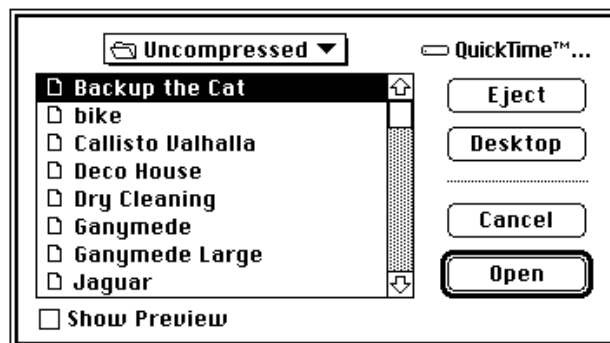 Uncompressed
QuickTime™...
Backup the Cat
bike
Callisto Valhalla
Deco House
Dry Cleaning
Ganymede
Ganymede Large
Jaguar
Show Preview
Eject
Desktop
Cancel
Open